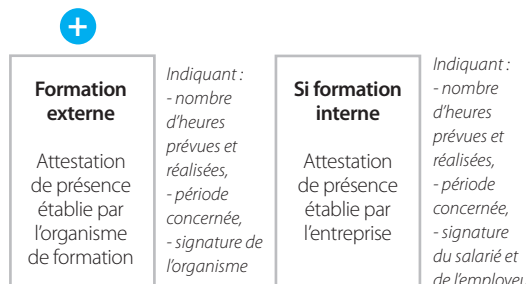 +
Formation
externe
Attestation
de présence
établie par
l'organisme
de formation
Indiquant :
- nombre
d'heures
prévues et
réalisées,
- période
concernée,
- signature de
l'organisme
Si formation
interne
Attestation
de présence
établie par
l'entreprise
Indiquant :
- nombre
d'heures
prévues et
réalisées,
- période
concernée,
- signature
du salarié et
de l'employeur